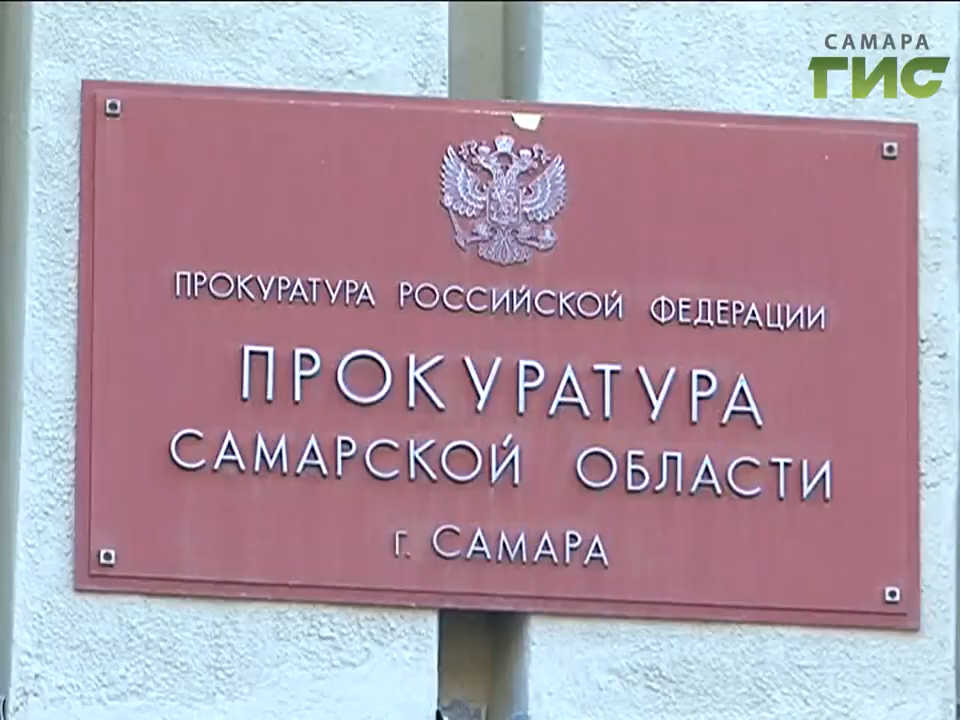 САМАРА
ГИС
ПРОКУРАТУРА РОССИЙСКОЙ ФЕДЕРАЦИИ
ПРОКУРАТУРА
САМАРСКОЙ ОБЛАСТИ
г. САМАРА